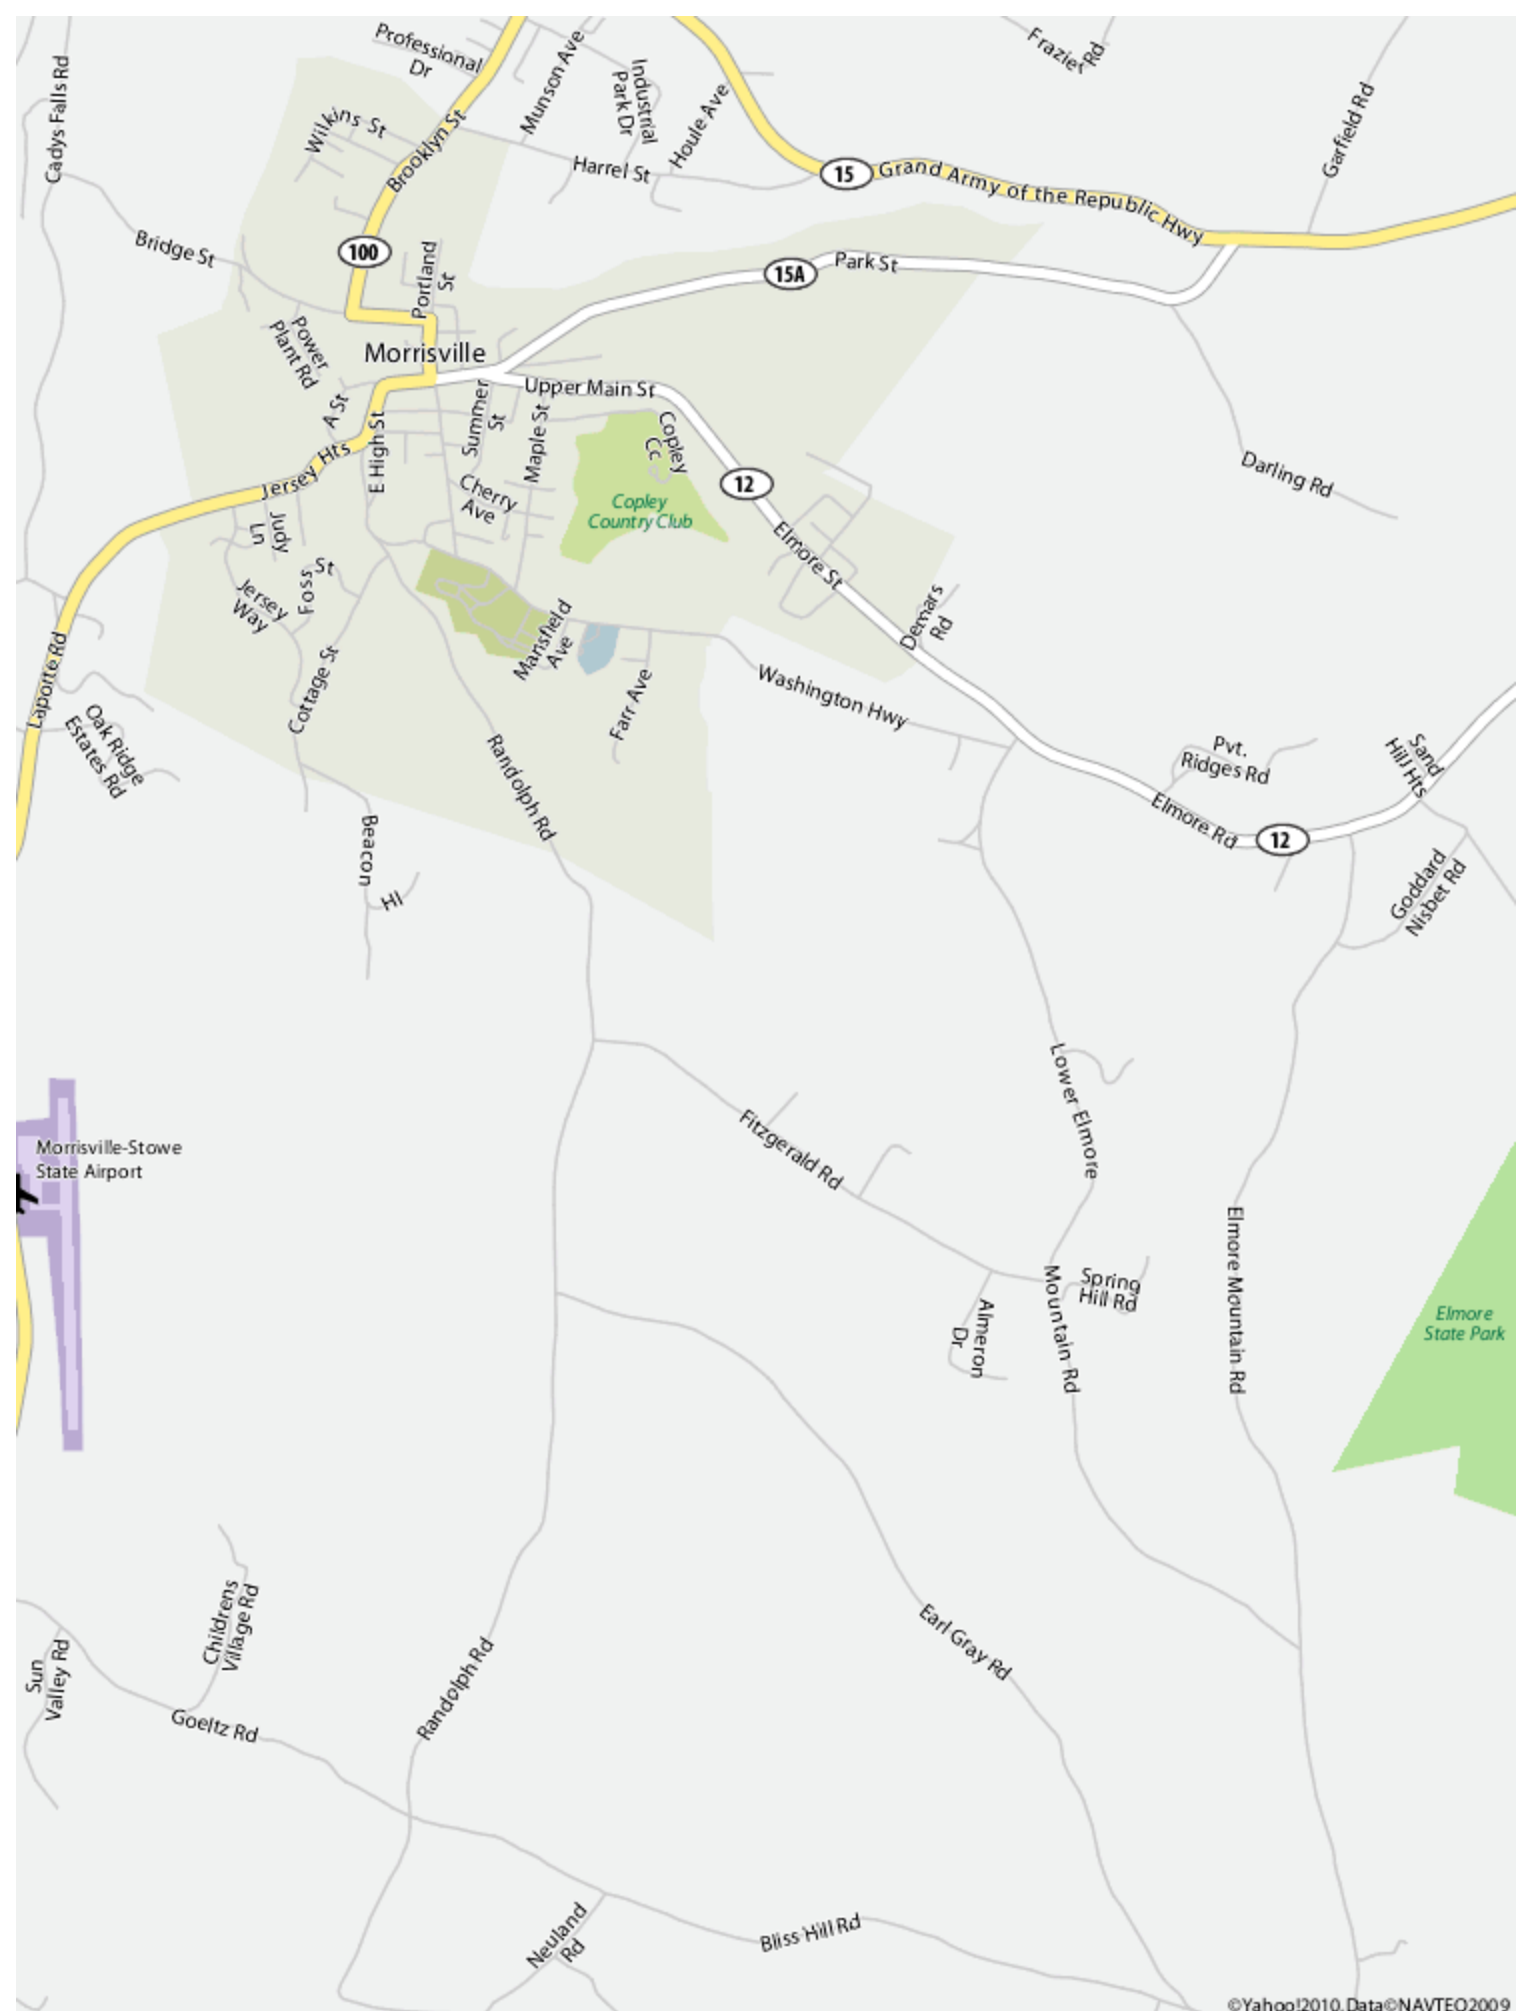 Professional
Dr
Munson Ave
Industrial
Park Dr
Houle Ave
Frazier Rd
Garfield Rd
Cadys Falls Rd
Wilkins St
Brooklyn St
Harrel St
15
Grand Army of the Republic Hwy
Bridge St
100
Portland
St
15A
Park St
Power
Plant Rd
Morrisville
A St
E High St
Summer
St
Maple St
Upper Main St
Copley
Cc
12
Darling Rd
Jersey Hts
Cherry
Ave
Copley
Country Club
Judy
Ln
Elmore St
Foss St
Jersey
Way
Demars
Rd
Mansfield
Ave
Laporte Rd
Cottage St
Farr Ave
Washington Hwy
Oak Ridge
Estates Rd
Randolph Rd
Pvt.
Ridges Rd
Sand
Hill Hts
Elmore Rd
12
Beacon
Hl
Goddard
Nisbet Rd
Lower Elmore
Mountain Rd
Morrisville-Stowe
State Airport
Fitzgerald Rd
Elmore Mountain Rd
Spring
Hill Rd
Almeron
Dr
Elmore
State Park
Childrens
Village Rd
Sun
Valley Rd
Earl Gray Rd
Randolph Rd
Goeltz Rd
Neuland
Rd
Bliss Hill Rd
©Yahoo!2010,Data©NAVTEQ2009